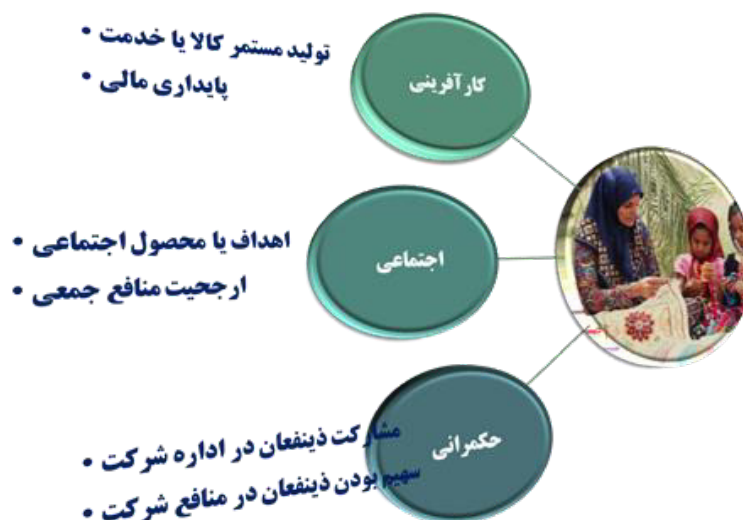 کارآفرینی
• تولید مستمر کالا یا خدمت
• پایداری مالی
اجتماعی
• اهداف یا محصول اجتماعی
• ارجحیت منافع جمعی
حکمرانی
• مشارکت ذینفعان در اداره شرکت
• سهیم بودن ذینفعان در منافع شرکت